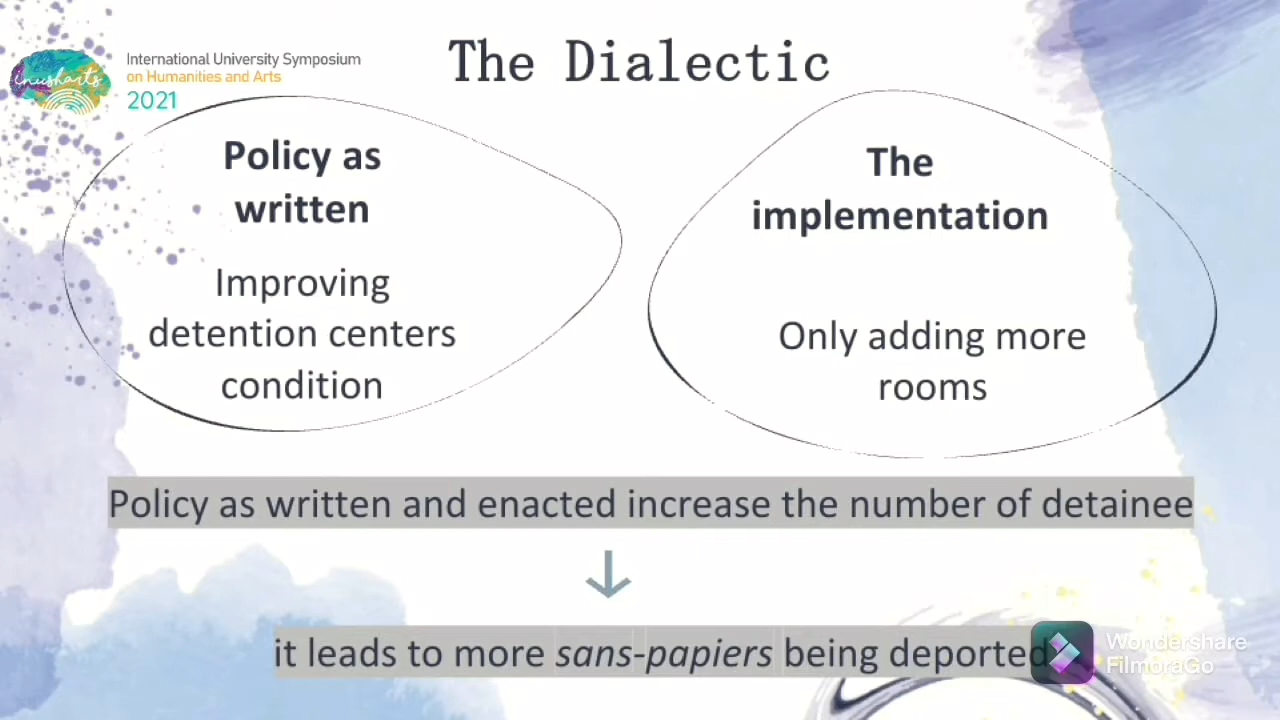 inusharts
International University Symposium
on Humanities and Arts
2021
The Dialectic
Policy as
written
Improving
detention centers
condition
The
implementation
Only adding more
rooms
Policy as written and enacted increase the number of detainee
it leads to more sans-papiers being deported
Wondershare
FilmoraGo